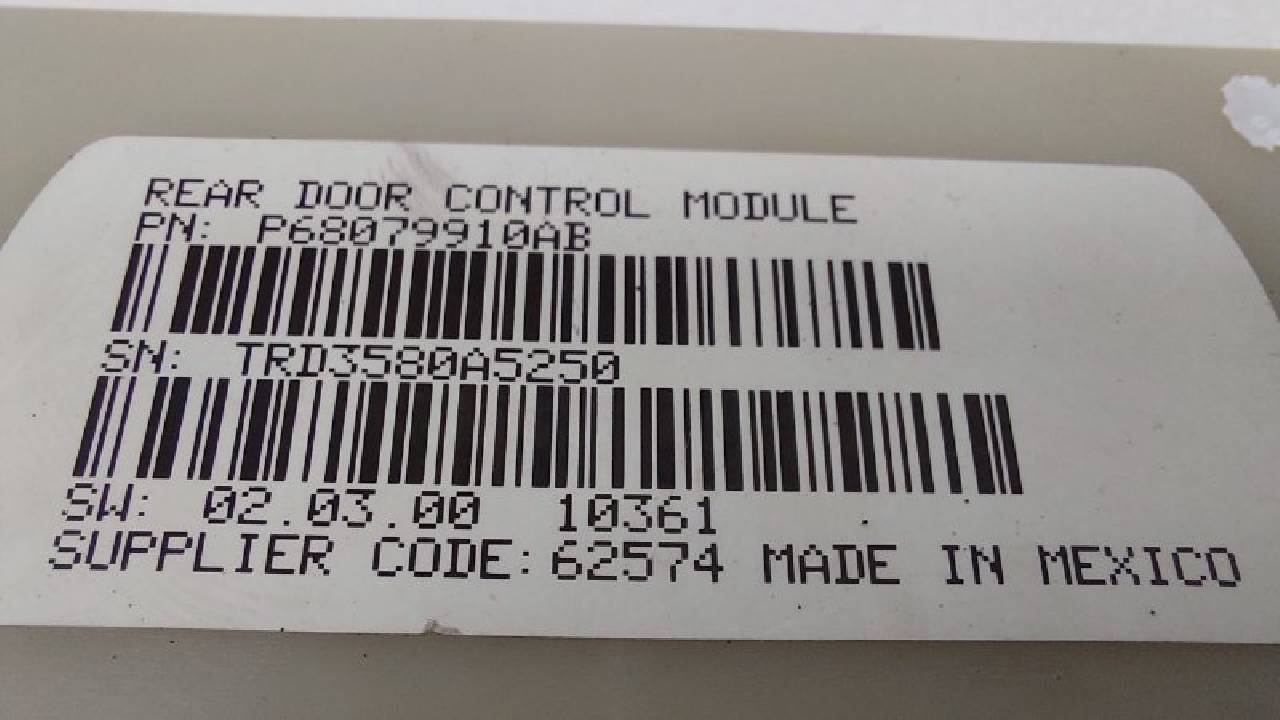 REAR DOOR CONTROL MODULE
PN: P68079910AB
SN: TRD3580A5250
SW: 02.03.00 10361
SUPPLIER CODE:62574 MADE IN MEXICO